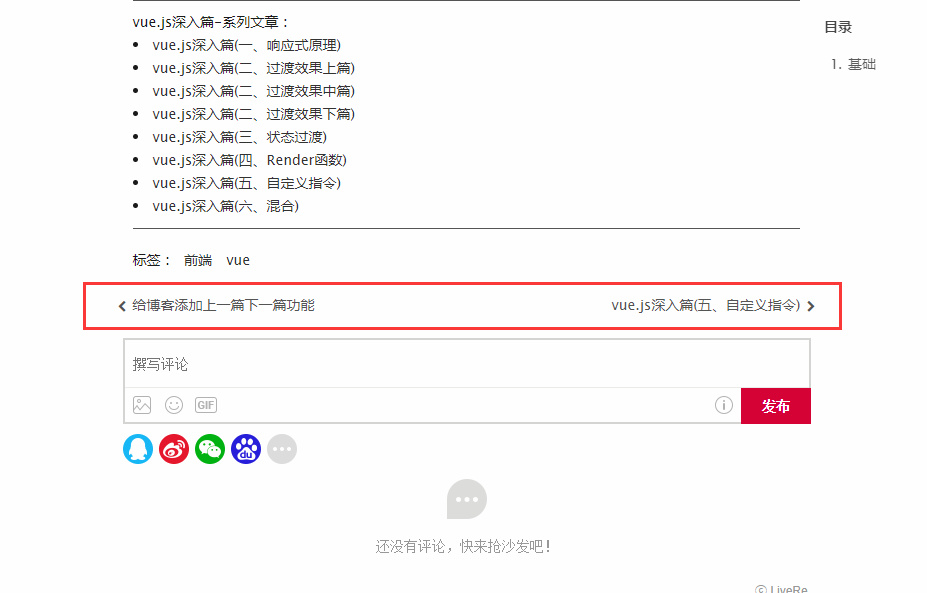 vue.js深入篇-系列文章：
vue.js深入篇(一、响应式原理)
vue.js深入篇(二、过渡效果上篇)
vue.js深入篇(二、过渡效果中篇)
vue.js深入篇(二、过渡效果下篇)
vue.js深入篇(三、状态过渡)
vue.js深入篇(四、Render函数)
vue.js深入篇(五、自定义指令)
vue.js深入篇(六、混合)
目录
1. 基础
标签： 前端 vue
给博客添加上一篇下一篇功能 vue.js深入篇(五、自定义指令)
撰写评论
GIF 发布
du
还没有评论，快来抢沙发吧！
ⓒ LiveRe